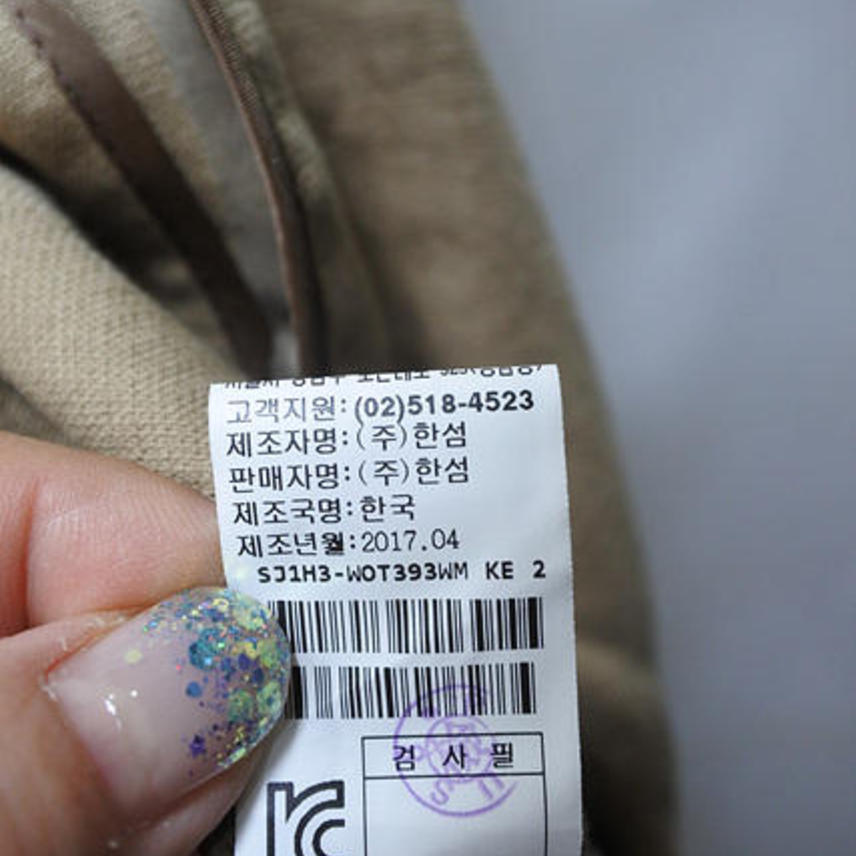 고객지원:(02)518-4523
제조자명:(주)한섬
판매자명:(주)한섬
제조국명:한국
제조년월:2017.04
SJ1H3-WOT393WM KE 2
검 사 필